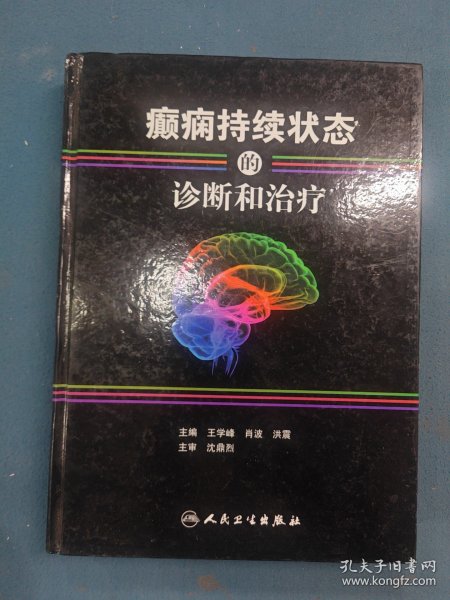 癫痫持续状态
的
诊断和治疗
主编 王学峰 肖波 洪震
主审 沈鼎烈
人民卫生出版社
孔夫子旧书网
www.kongfz.com